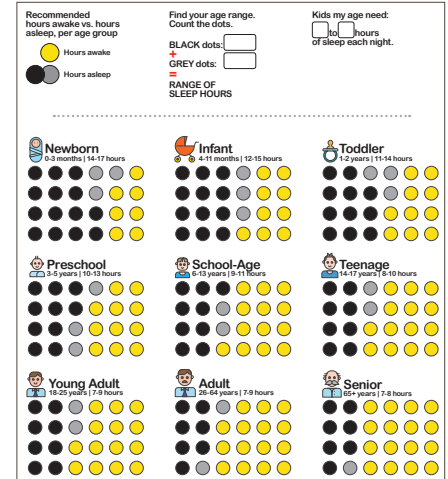 Recommended
hours awake vs. hours
asleep, per age group
Hours awake
Hours asleep
Find your age range.
Count the dots.
BLACK dots:
+
GREY dots:
=
RANGE OF
SLEEP HOURS
Kids my age need:
to hours
of sleep each night.
Newborn
0-3 months | 14-17 hours
Infant
4-11 months | 12-15 hours
Toddler
1-2 years | 11-14 hours
Preschool
3-5 years | 10-13 hours
School-Age
6-13 years | 9-11 hours
Teenage
14-17 years | 8-10 hours
Young Adult
18-25 years | 7-9 hours
Adult
26-64 years | 7-9 hours
Senior
65+ years | 7-8 hours